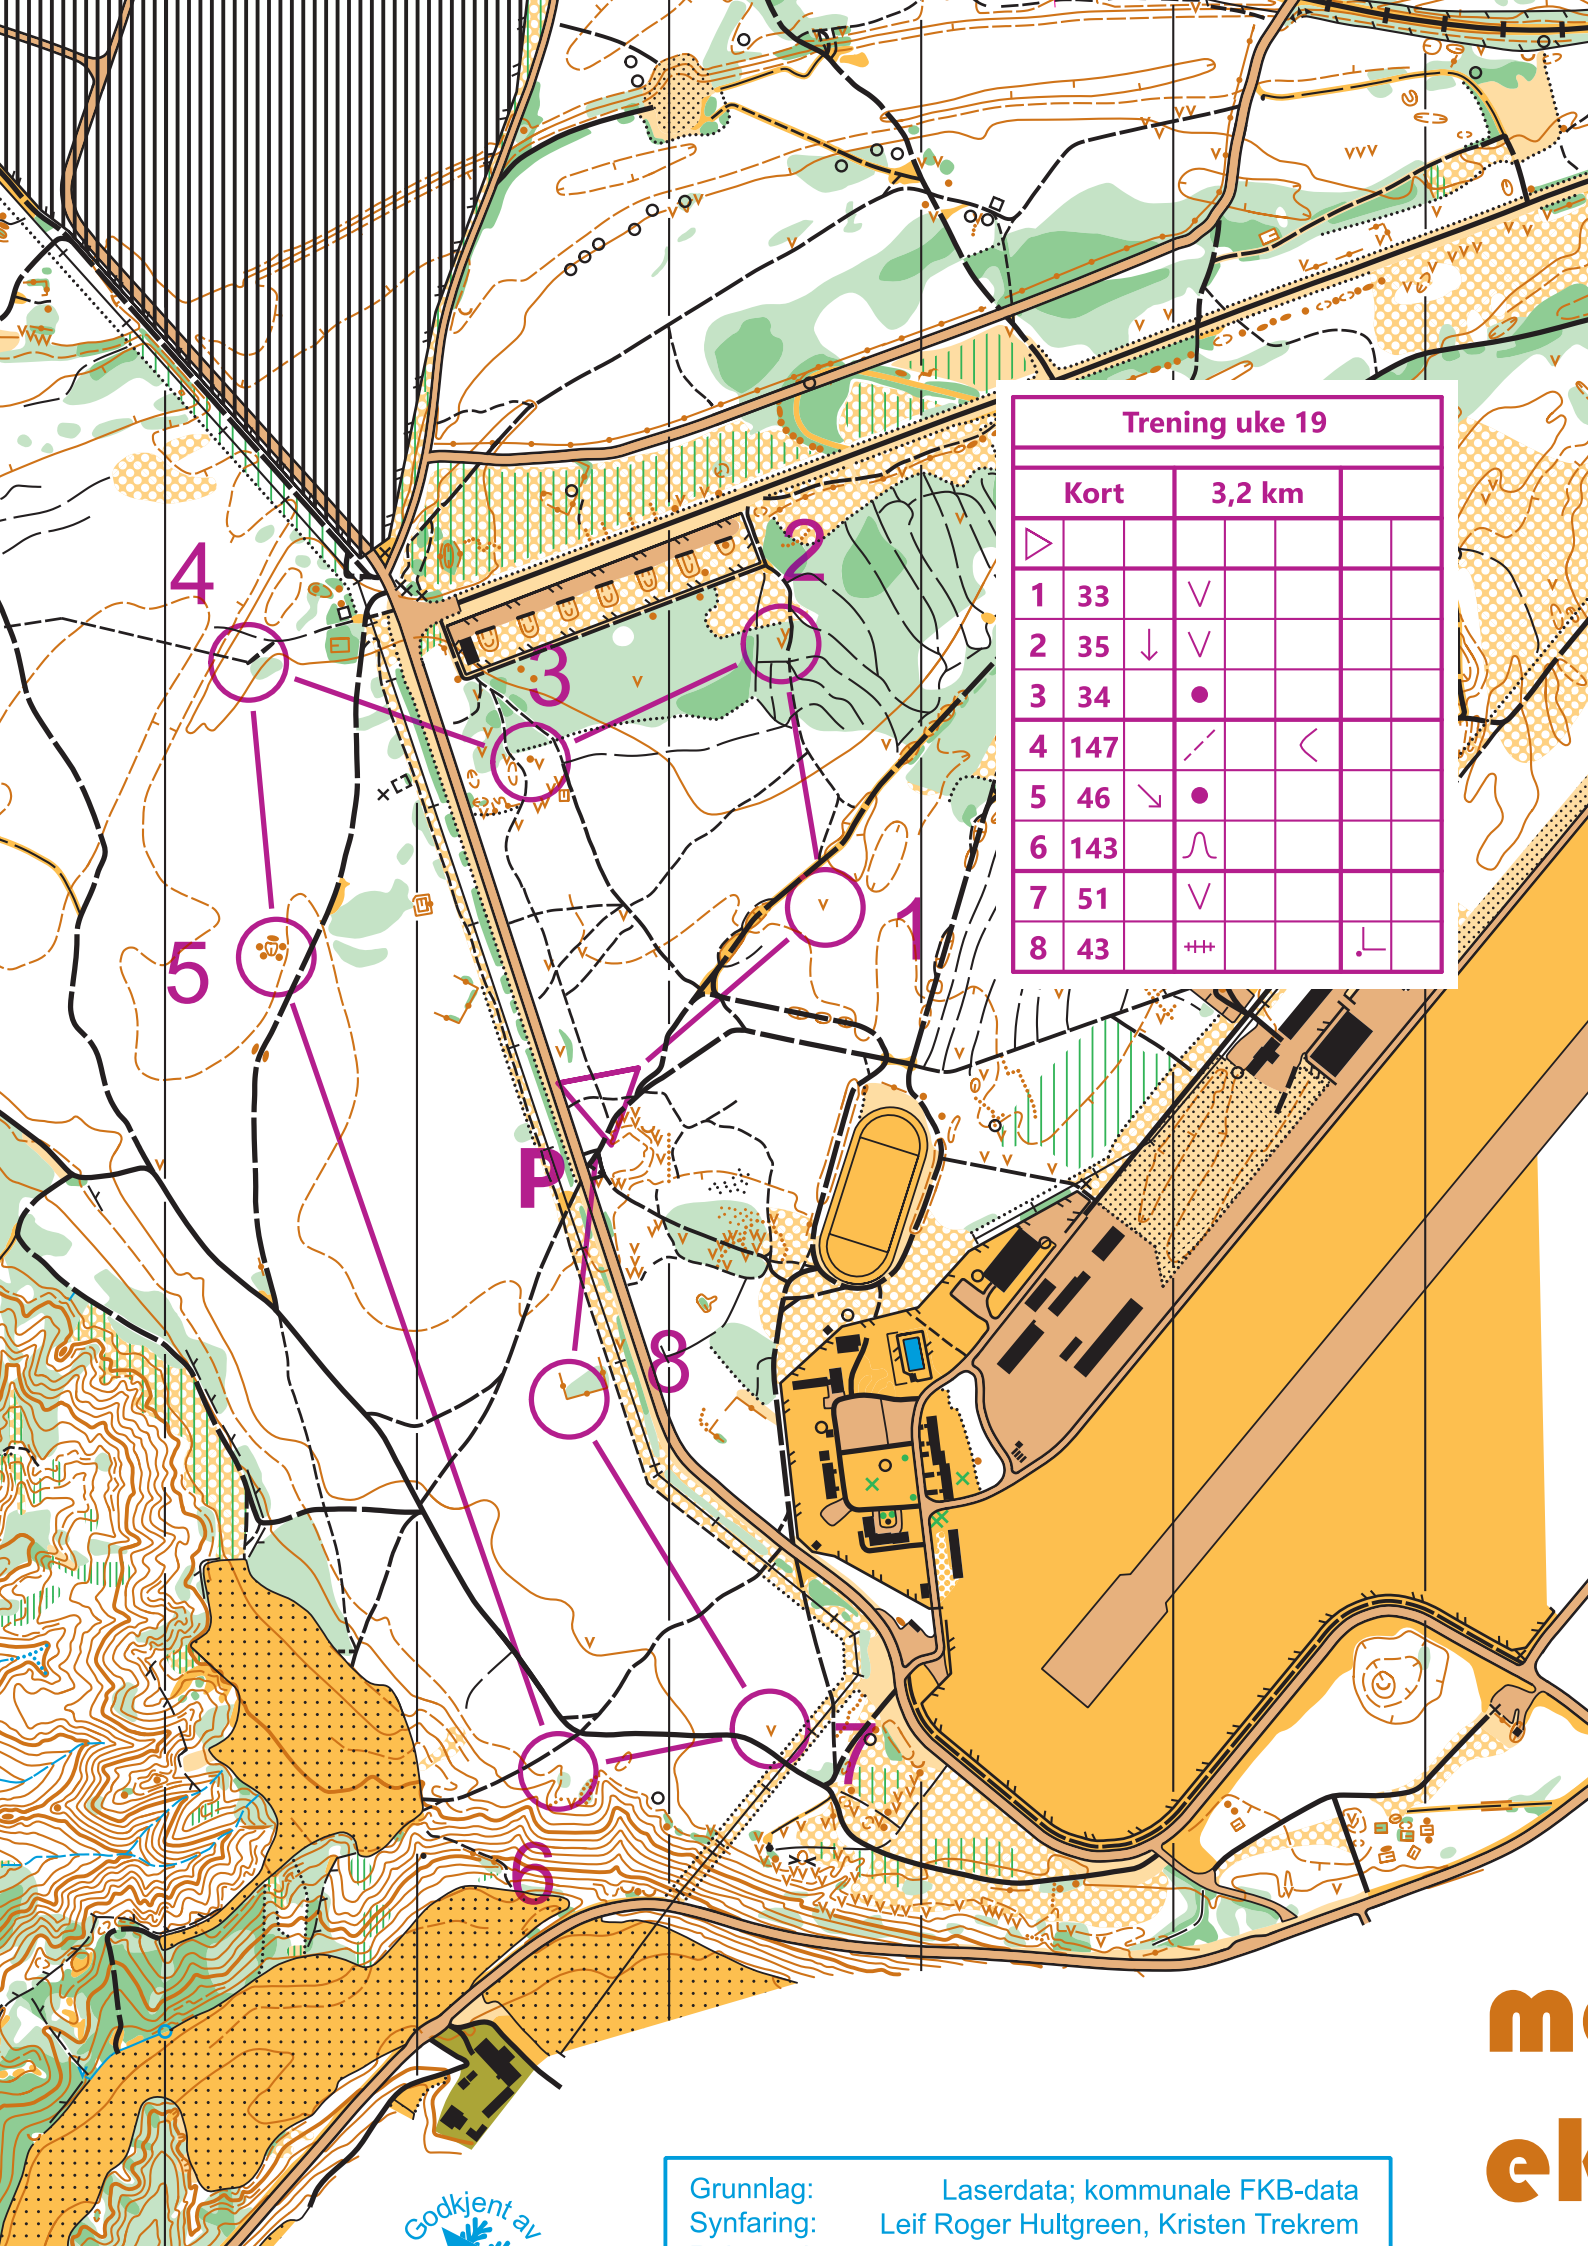 Trening uke 19
Kort 3,2 km
1 33
2 35
3 34
4 147
5 46
6 143
7 51
8 43
2
4
3
1
5
P
8
7
6
Godkjent av
Grunnlag: Laserdata; kommunale FKB-data
Synfaring: Leif Roger Hultgreen, Kristen Trekrem